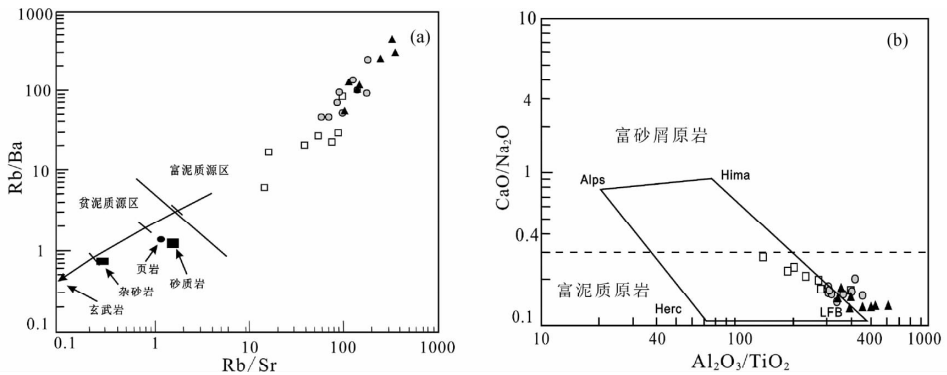 (a)
1000
100
10
1
0.1
Rb/Ba
富泥质源区
贫泥质源区
页岩
砂质岩
杂砂岩
玄武岩
0.1
1
10
100
1000
Rb/Sr
(b)
10
4
1
0.4
0.1
CaO/Na₂O
富砂屑原岩
Alps
Hima
富泥质原岩
Herc
LFB
10
40
100
400
1000
Al₂O₃/TiO₂